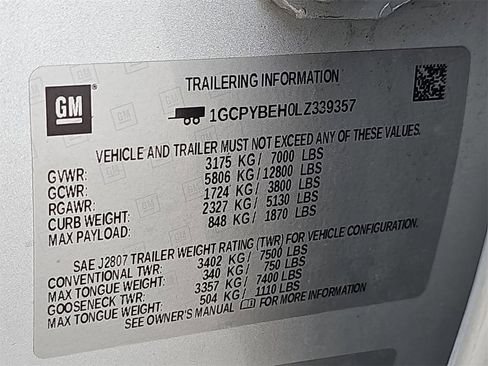 TRAILERING INFORMATION
GM
1GCPYBEH0LZ339357
VEHICLE AND TRAILER MUST NOT EXCEED ANY OF THESE VALUES.
GVWR: 3175 KG / 7000 LBS
GCWR: 5806 KG / 12800 LBS
RGAWR: 1724 KG / 3800 LBS
CURB WEIGHT: 2327 KG / 5130 LBS
MAX PAYLOAD: 848 KG / 1870 LBS
SAE J2807 TRAILER WEIGHT RATING (TWR) FOR VEHICLE CONFIGURATION.
CONVENTIONAL TWR: 3402 KG / 7500 LBS
MAX TONGUE WEIGHT: 340 KG / 750 LBS
GOOSENECK TWR: 3357 KG / 7400 LBS
MAX TONGUE WEIGHT: 504 KG / 1110 LBS
SEE OWNER'S MANUAL FOR MORE INFORMATION